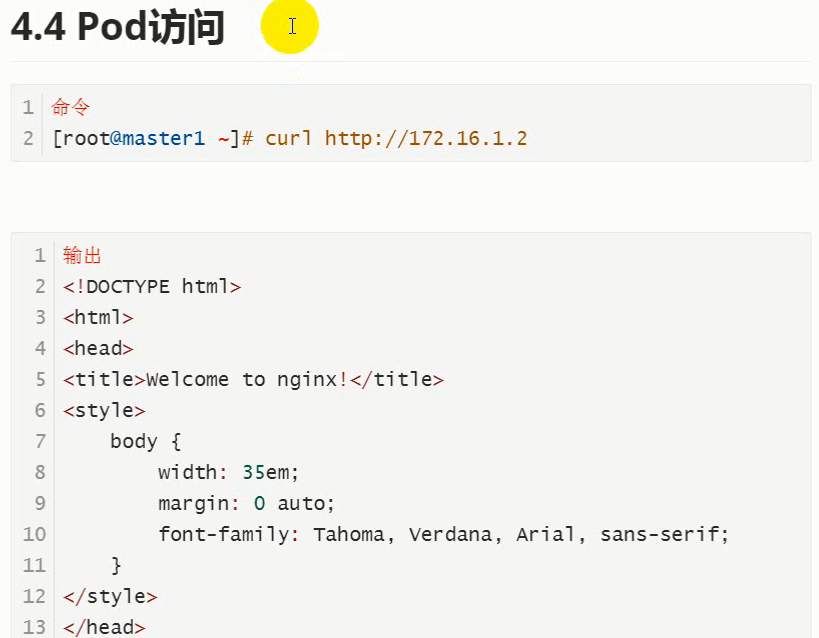 4.4 Pod访问
1 命令
2 [root@master1 ~]# curl http://172.16.1.2
1 输出
2 <!DOCTYPE html>
3 <html>
4 <head>
5 <title>Welcome to nginx!</title>
6 <style>
7     body {
8         width: 35em;
9         margin: 0 auto;
10         font-family: Tahoma, Verdana, Arial, sans-serif;
11     }
12 </style>
13 </head>